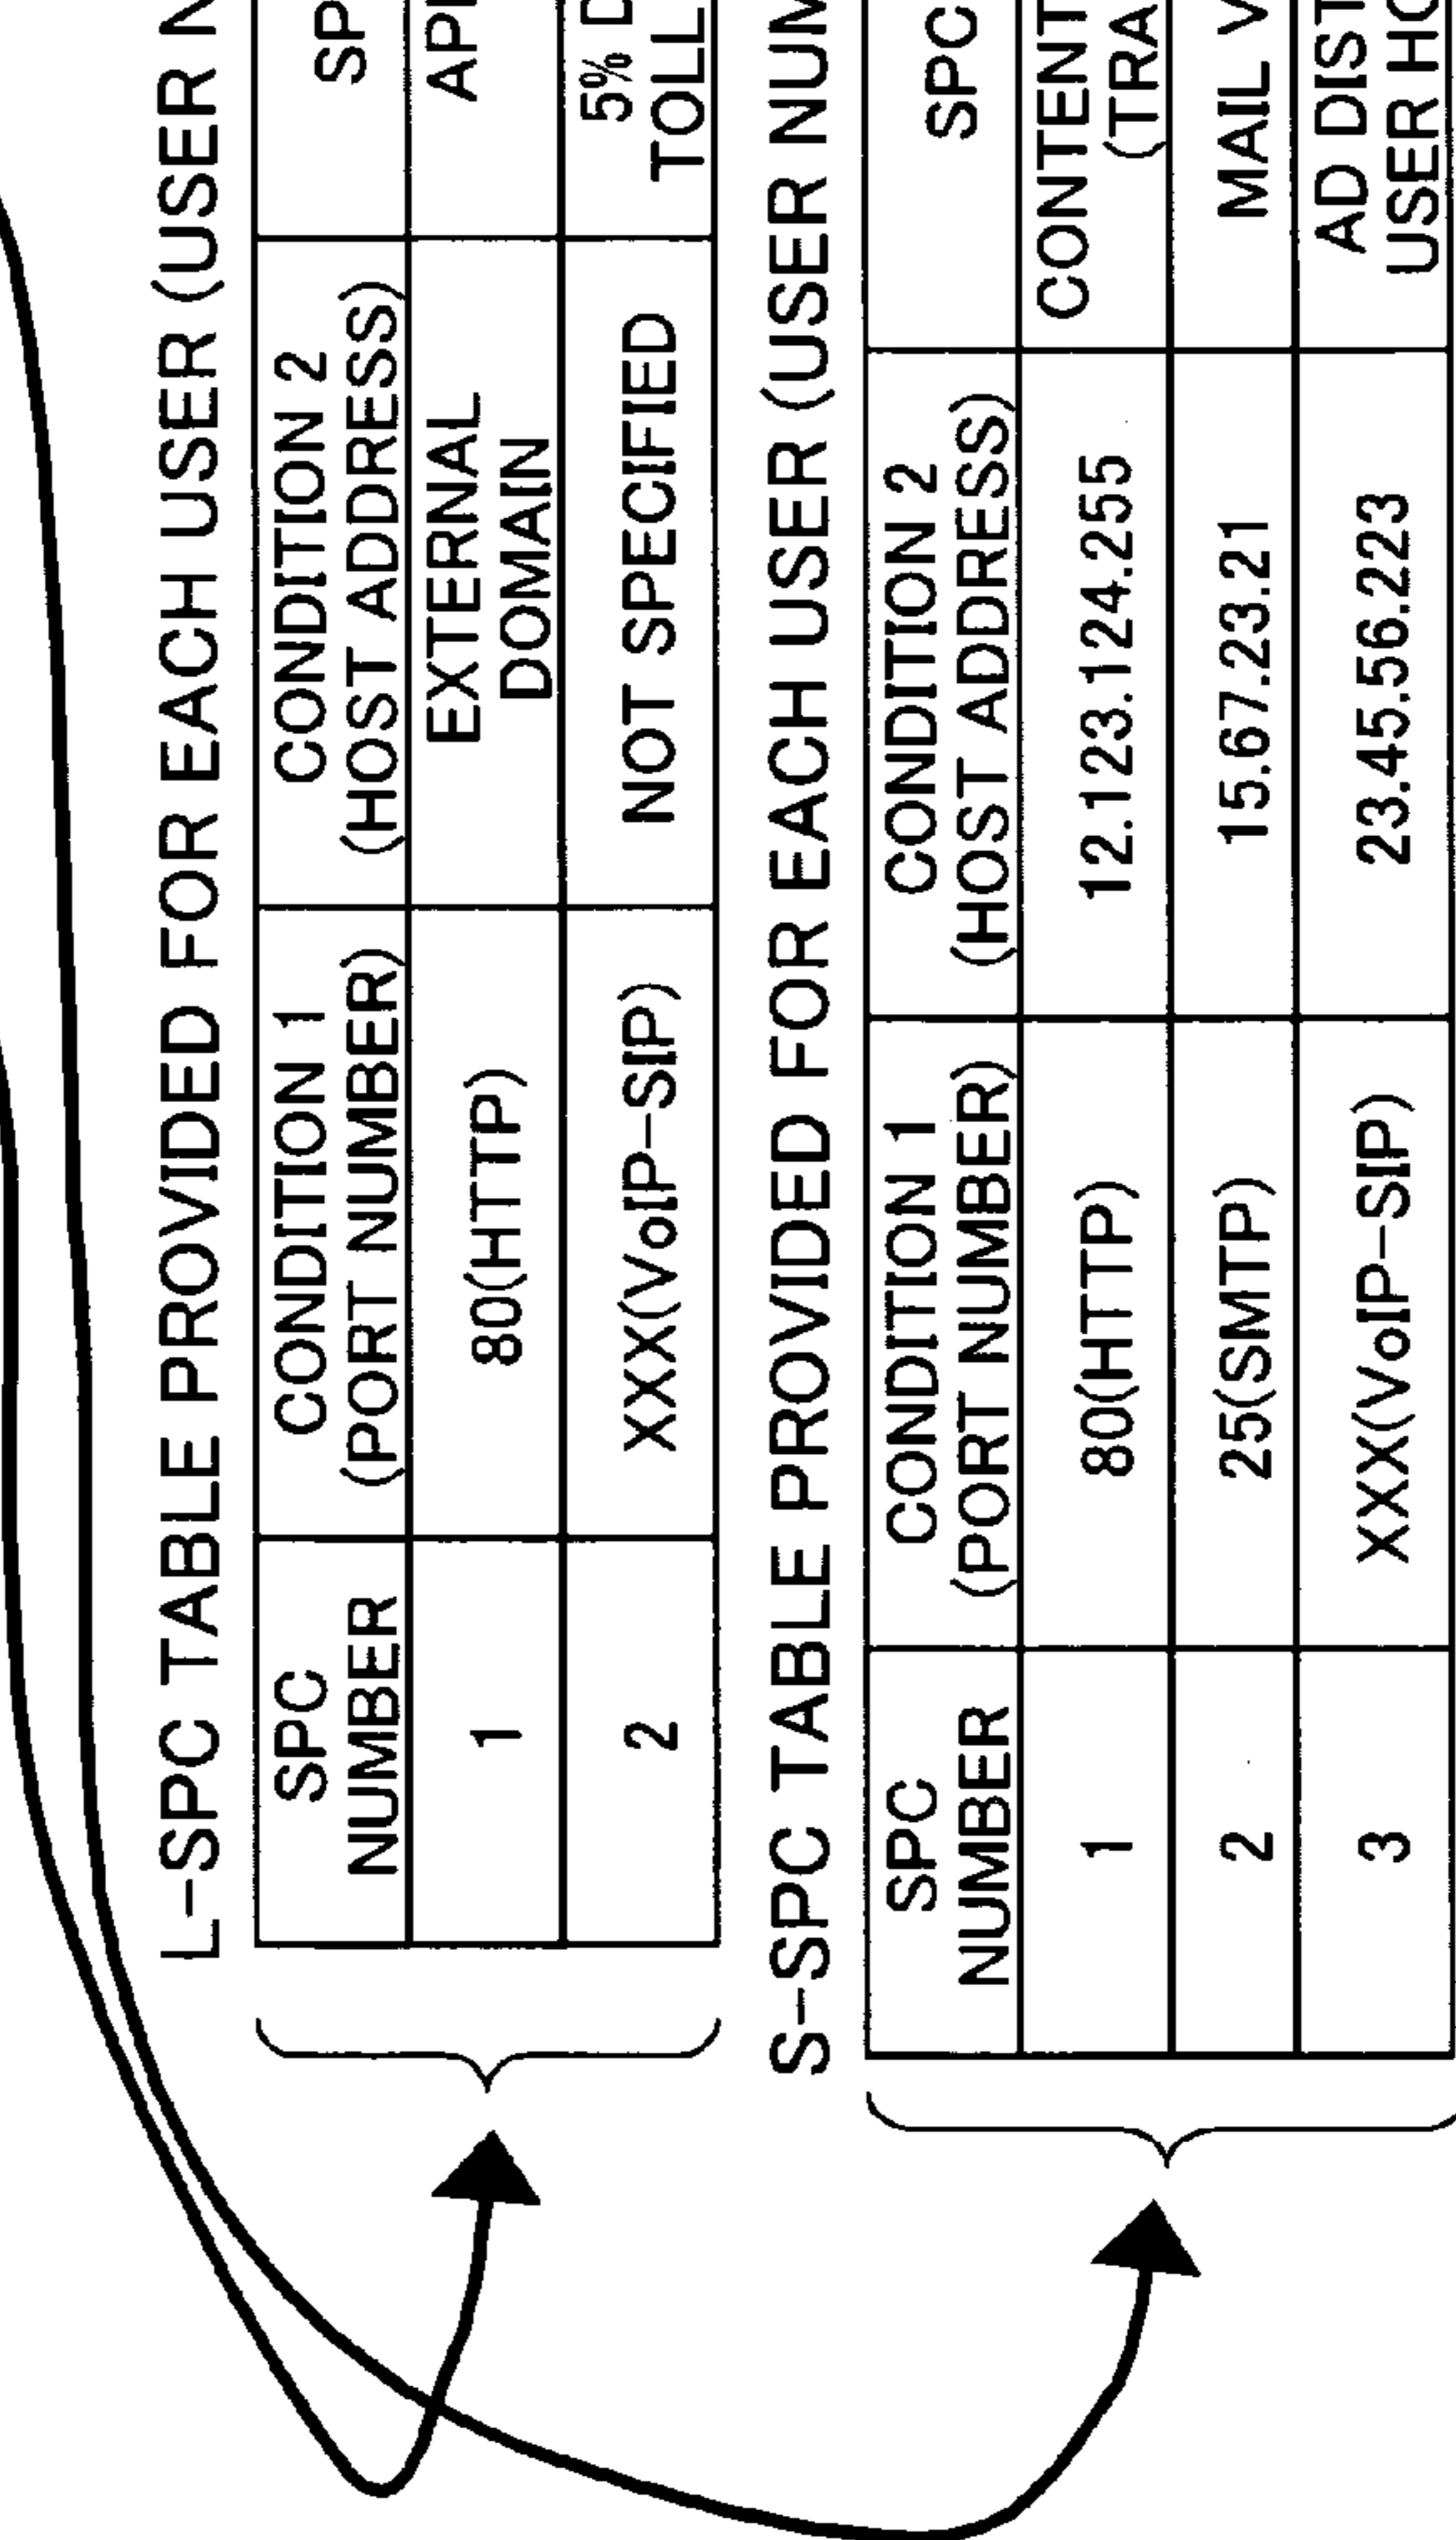 L-SPC TABLE PROVIDED FOR EACH USER (USER
SPC NUMBER
CONDITION 1 (PORT NUMBER)
CONDITION 2 (HOST ADDRESS)
SP
1
80(HTTP)
EXTERNAL DOMAIN
2
XXX(VoIP-SIP)
NOT SPECIFIED
5%
TOLL
S-SPC TABLE PROVIDED FOR EACH USER (USER NUM
SPC NUMBER
CONDITION 1 (PORT NUMBER)
CONDITION 2 (HOST ADDRESS)
SPC
1
80(HTTP)
12.123.124.255
CONTENT
(TRA
2
25(SMTP)
15.67.23.21
MAIL
3
XXX(VoIP-SIP)
23.45.56.223
AD DIST
USER HO